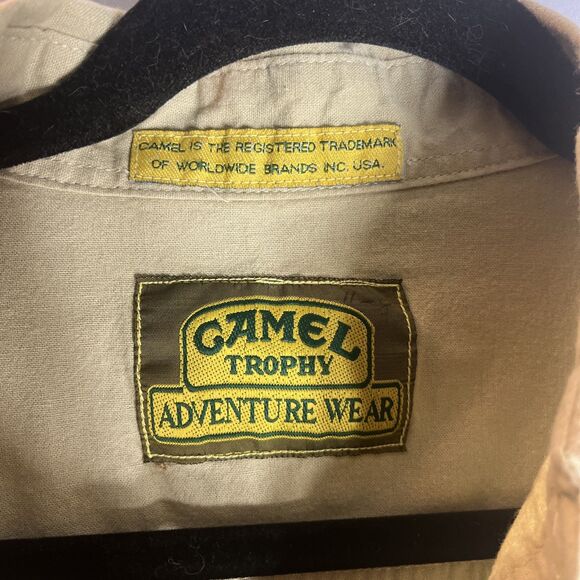 CAMEL IS THE REGISTERED TRADEMARK
OF WORLDWIDE BRANDS INC. USA.
CAMEL
TROPHY
ADVENTURE WEAR